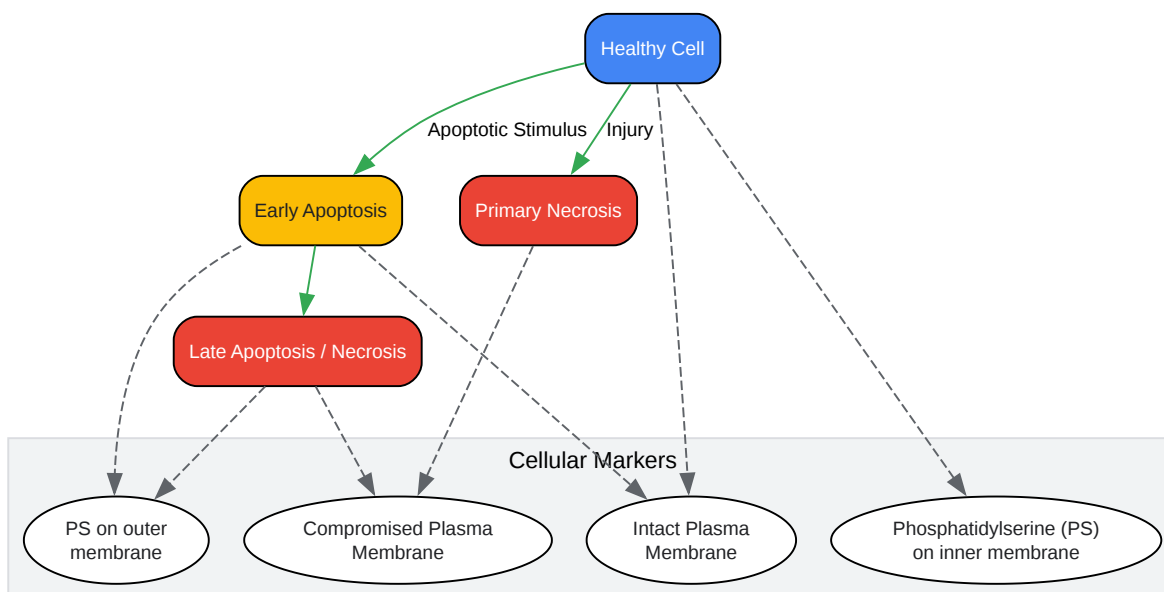 Healthy Cell
Apoptotic Stimulus
Injury
Early Apoptosis
Primary Necrosis
Late Apoptosis / Necrosis
Cellular Markers
PS on outer
membrane
Compromised Plasma
Membrane
Intact Plasma
Membrane
Phosphatidylserine (PS)
on inner membrane